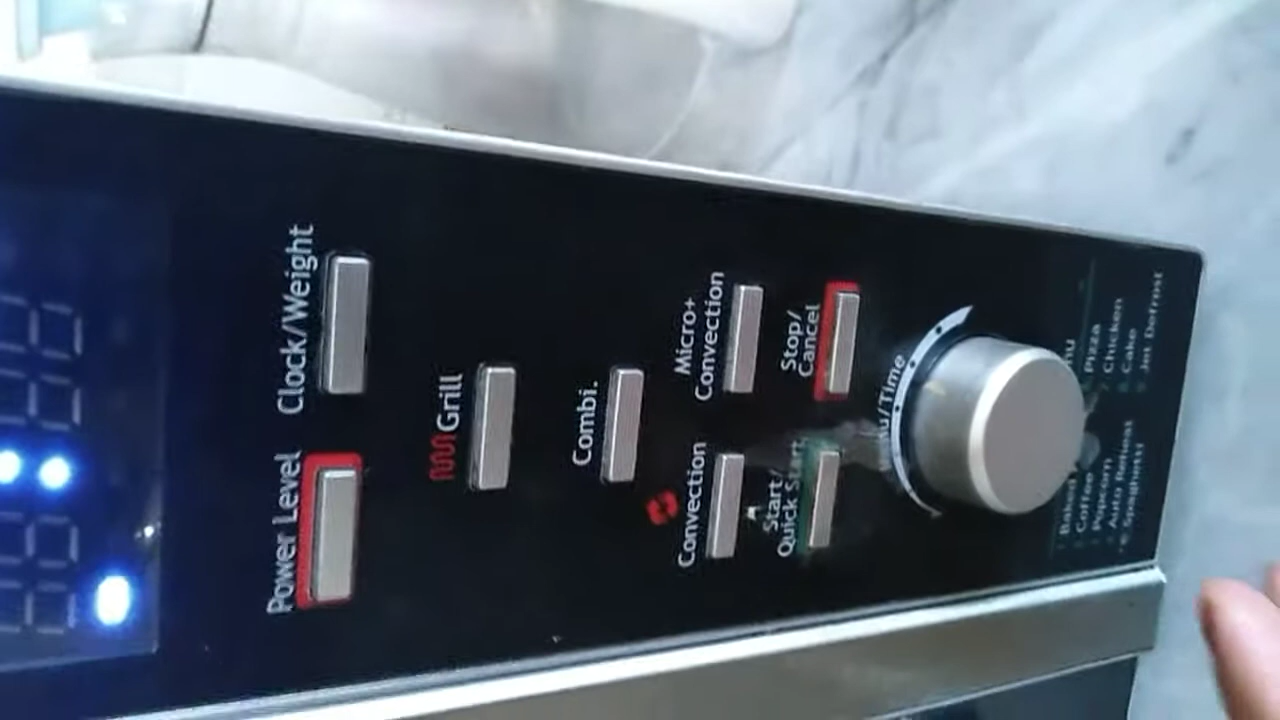 Power Level
Clock/Weight
Grill
Combi.
Convection
Micro+
Convection
Start/
Quick Start
Stop/
Cancel
/Time
Baked
Coffee
Popcorn
Auto Reheat
Spaghetti
Pizza
Chicken
Cake
Jet Defrost